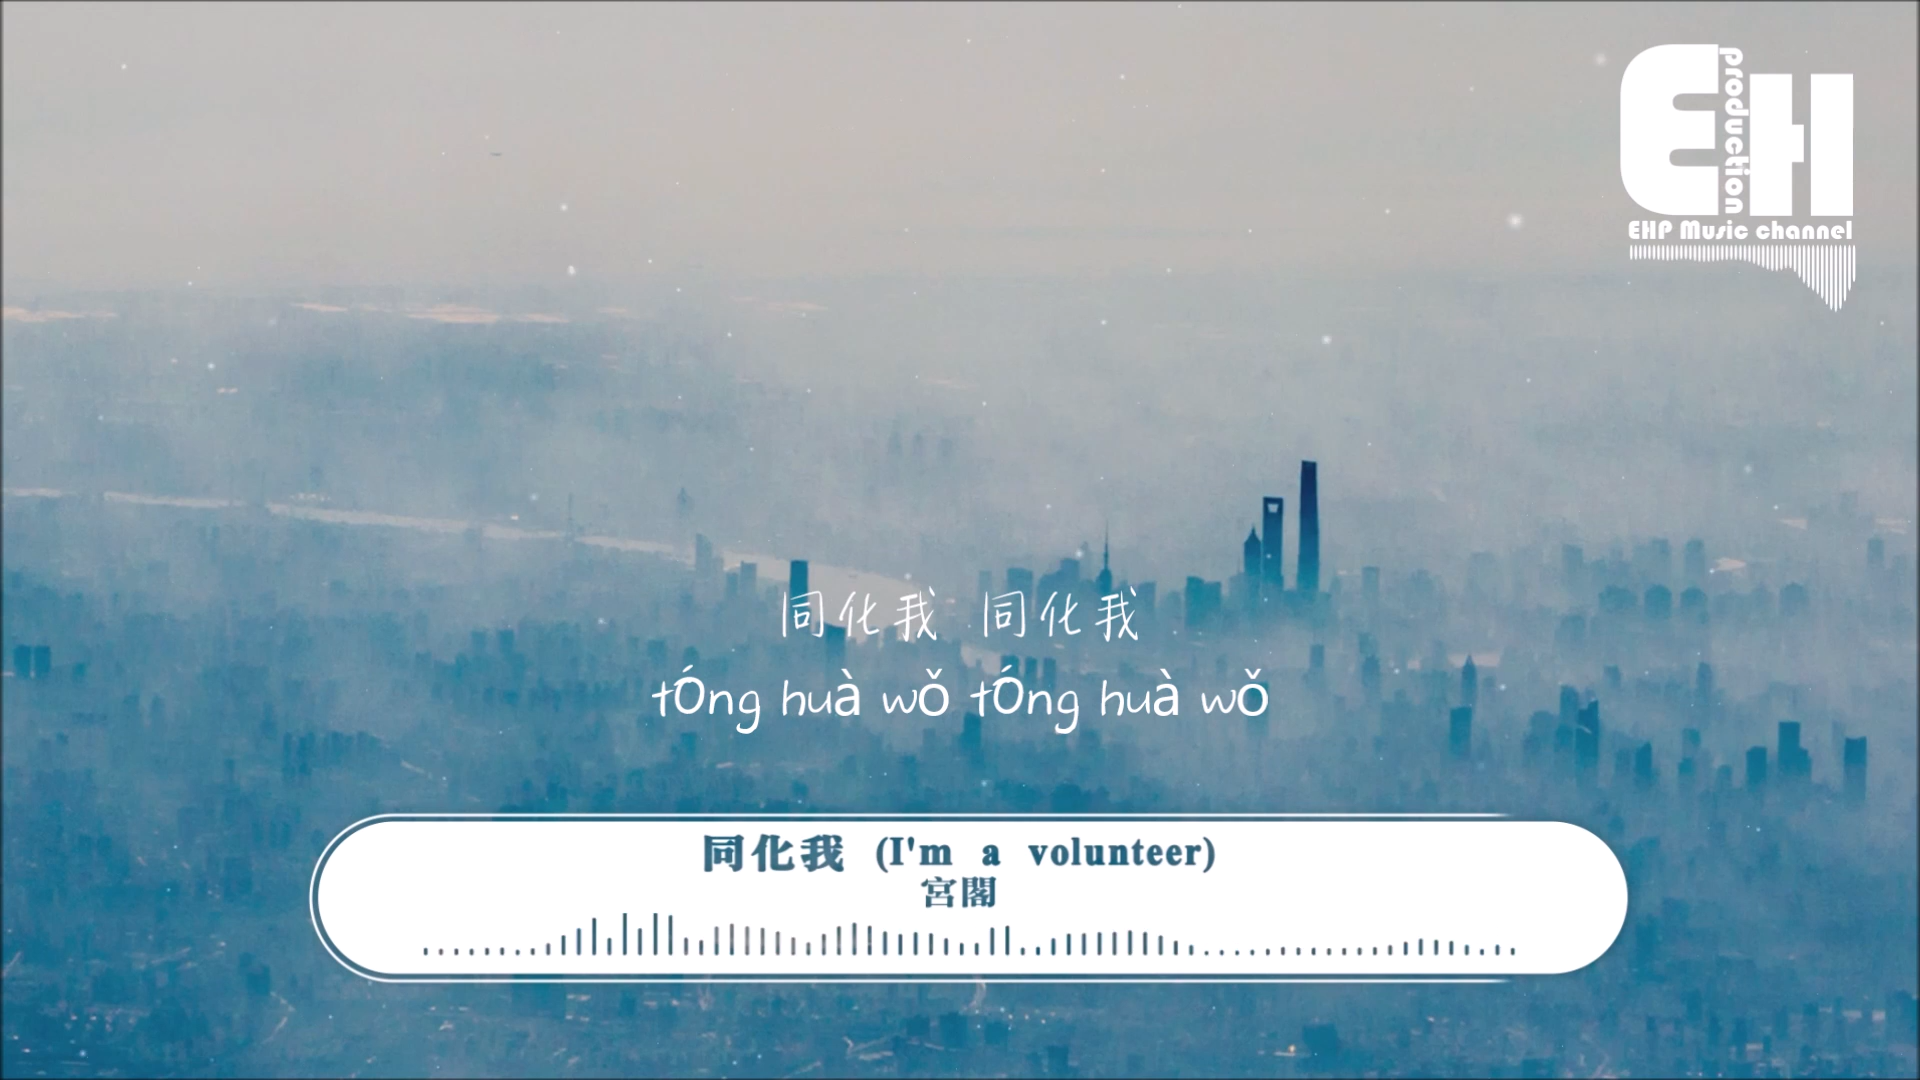 EH
production
EHP Music channel
同化我 同化我
tóng huà wǒ tóng huà wǒ
同化我 (I'm a volunteer)
宮閣